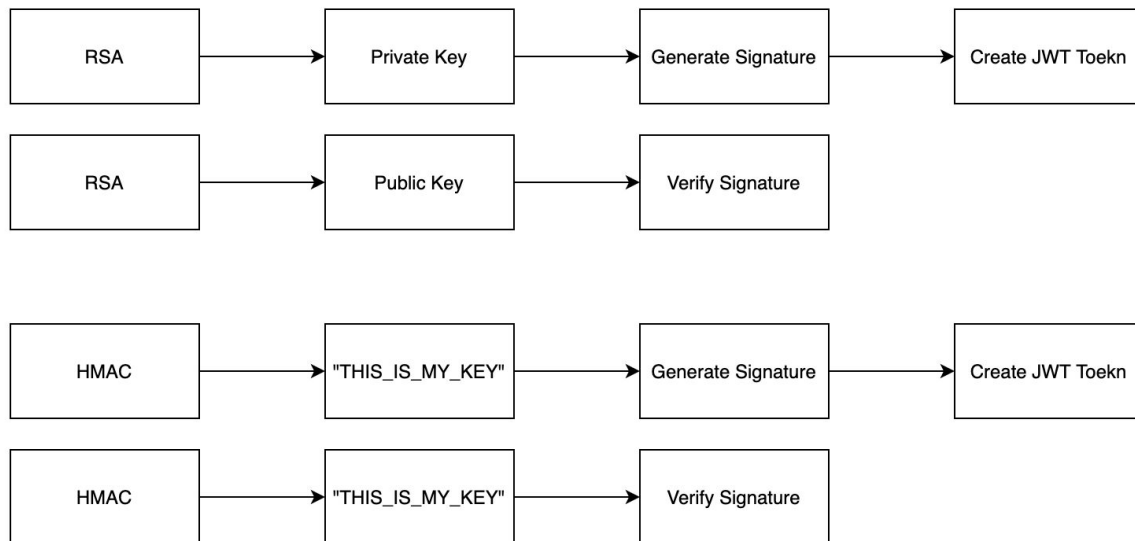 RSA
Private Key
Generate Signature
Create JWT Toekn
RSA
Public Key
Verify Signature
HMAC
"THIS_IS_MY_KEY"
Generate Signature
Create JWT Toekn
HMAC
"THIS_IS_MY_KEY"
Verify Signature